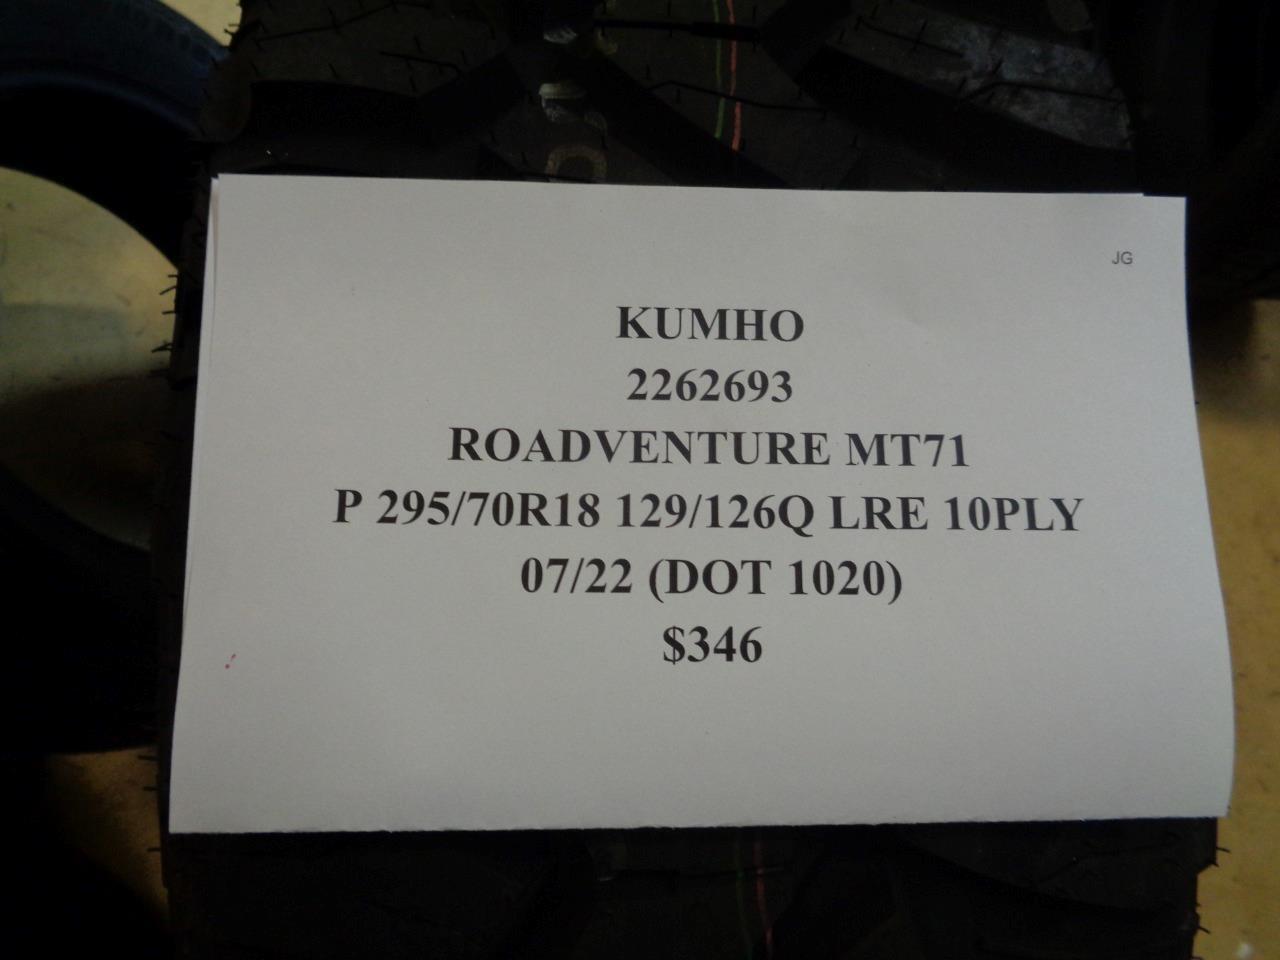 JG
KUMHO
2262693
ROADVENTURE MT71
P 295/70R18 129/126Q LRE 10PLY
07/22 (DOT 1020)
$346